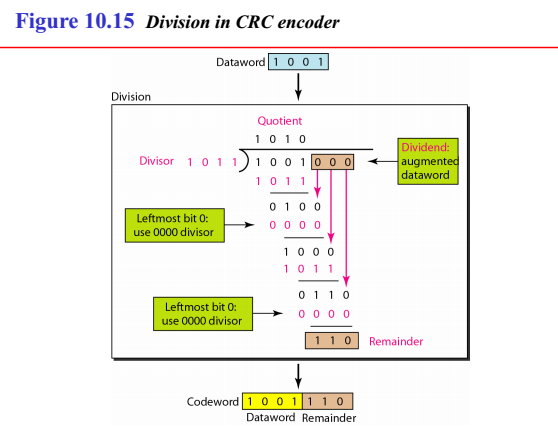 Figure 10.15 Division in CRC encoder
Dataword 1 0 0 1
Division
Quotient
1 0 1 0
Divisor 1 0 1 1 ) 1 0 0 1 0 0 0
Dividend:
augmented
dataword
1 0 1 1
0 1 0 0
Leftmost bit 0:
use 0000 divisor
0 0 0 0
1 0 0 0
1 0 1 1
0 1 1 0
Leftmost bit 0:
use 0000 divisor
0 0 0 0
1 1 0 Remainder
Codeword 1 0 0 1 1 1 0
Dataword Remainder